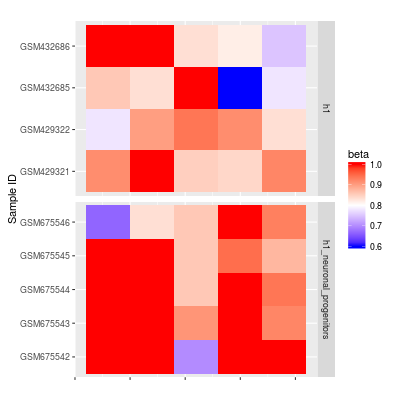 Sample ID
GSM432686
GSM432685
GSM429322
GSM429321
h1
GSM675546
GSM675545
GSM675544
GSM675543
GSM675542
h1_neuronal_progenitors
beta
1.0
0.9
0.8
0.7
0.6